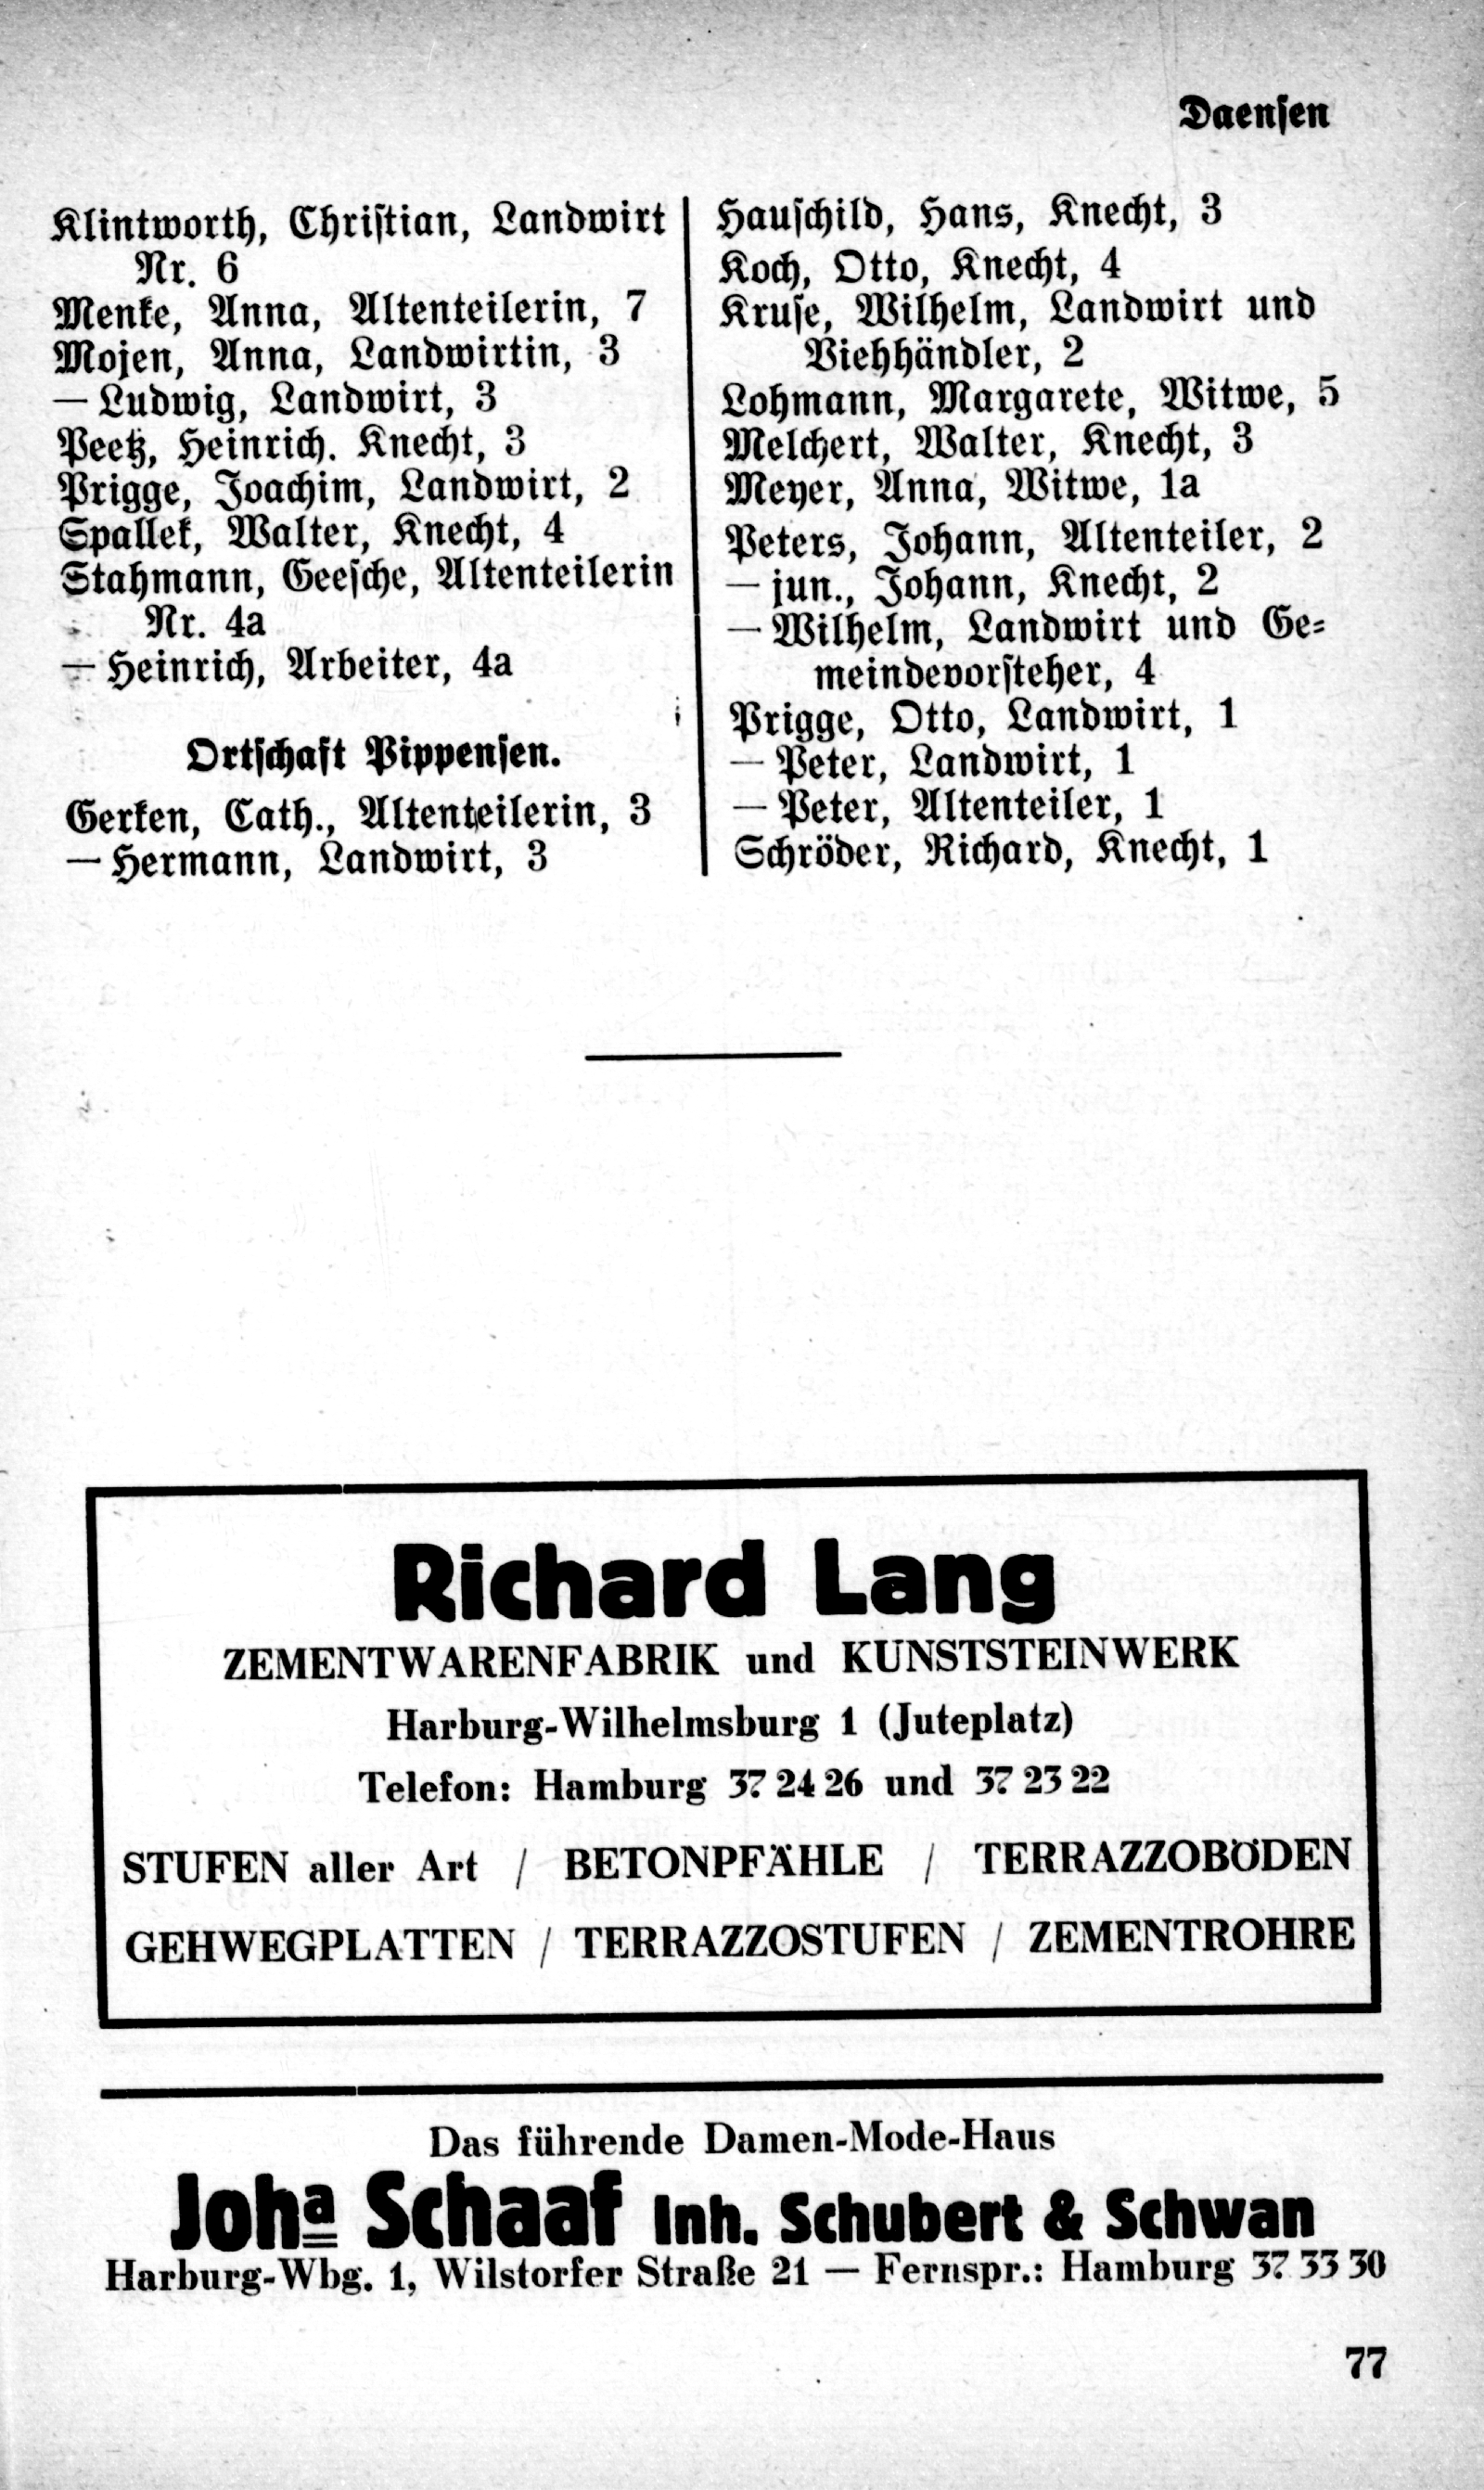 Daensen
Klintworth, Christian, Landwirt
Nr. 6
Menke, Anna, Altenteilerin, 7
Mojen, Anna, Landwirtin, 3
— Ludwig, Landwirt, 3
Peetz, Heinrich. Knecht, 3
Prigge, Joachim, Landwirt, 2
Spallek, Walter, Knecht, 4
Stahmann, Geesche, Altenteilerin
Nr. 4a
— Heinrich, Arbeiter, 4a
Ortschaft Pippensen.
Gerken, Cath., Altenteilerin, 3
— Hermann, Landwirt, 3
Hauschild, Hans, Knecht, 3
Koch, Otto, Knecht, 4
Kruse, Wilhelm, Landwirt und
Viehhändler, 2
Lohmann, Margarete, Witwe, 5
Melchert, Walter, Knecht, 3
Meyer, Anna, Witwe, 1a
Peters, Johann, Altenteiler, 2
— jun., Johann, Knecht, 2
— Wilhelm, Landwirt und Ge-
meindevorsteher, 4
Prigge, Otto, Landwirt, 1
— Peter, Landwirt, 1
— Peter, Altenteiler, 1
Schröder, Richard, Knecht, 1
Richard Lang
ZEMENTWARENFABRIK und KUNSTSTEINWERK
Harburg-Wilhelmsburg 1 (Juteplatz)
Telefon: Hamburg 37 24 26 und 37 23 22
STUFEN aller Art / BETONPFÄHLE / TERRAZZOBÖDEN
GEHWEGPLATTEN / TERRAZZOSTUFEN / ZEMENTROHRE
Das führende Damen-Mode-Haus
Joha Schaaf Inh. Schubert & Schwan
Harburg-Wbg. 1, Wilstorfer Straße 21 — Fernspr.: Hamburg 37 33 30
77